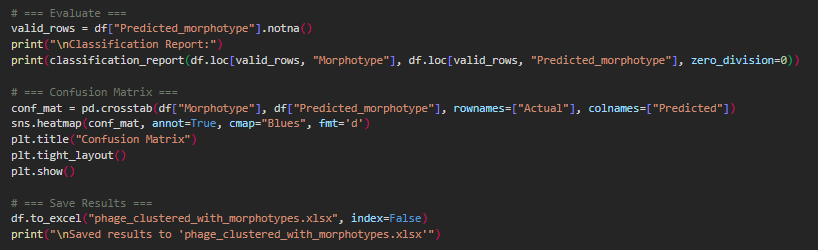 # === Evaluate ===
valid_rows = df["Predicted_morphotype"].notna()
print("\nClassification Report:")
print(classification_report(df.loc[valid_rows, "Morphotype"], df.loc[valid_rows, "Predicted_morphotype"], zero_division=0))
# === Confusion Matrix ===
conf_mat = pd.crosstab(df["Morphotype"], df["Predicted_morphotype"], rownames=["Actual"], colnames=["Predicted"])
sns.heatmap(conf_mat, annot=True, cmap="Blues", fmt='d')
plt.title("Confusion Matrix")
plt.tight_layout()
plt.show()
# === Save Results ===
df.to_excel("phage_clustered_with_morphotypes.xlsx", index=False)
print("\nSaved results to 'phage_clustered_with_morphotypes.xlsx'")